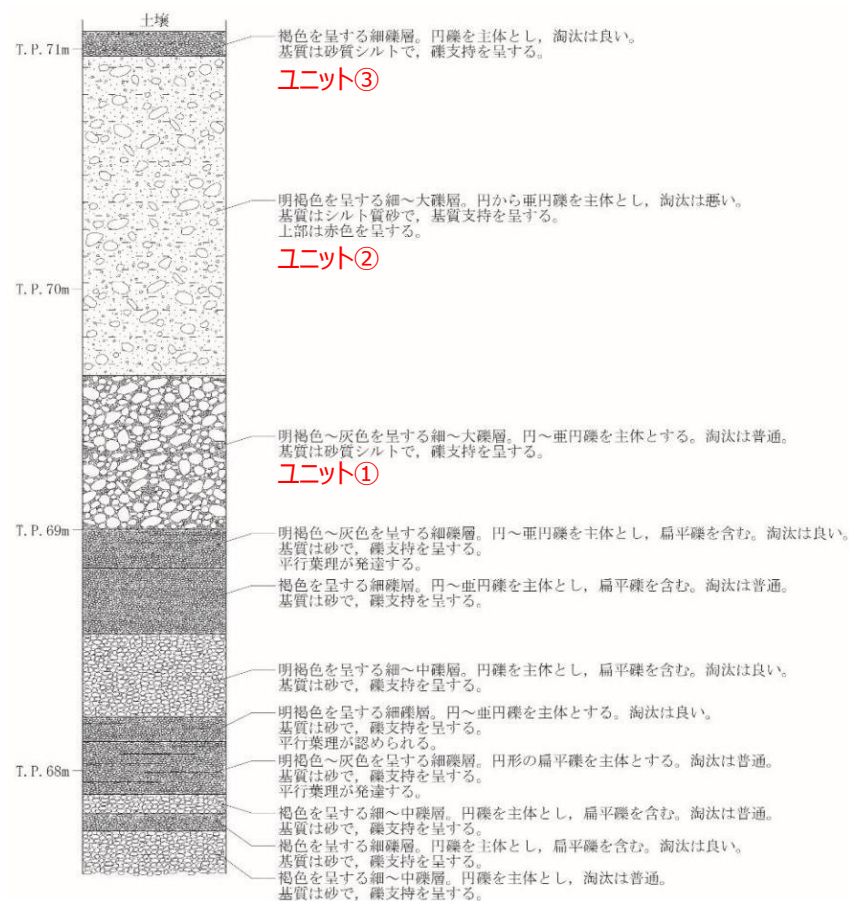 土壌
T.P.71m
褐色を呈する細礫層。円礫を主体とし，淘汰は良い。
基質は砂質シルトで，礫支持を呈する。
ユニット③
明褐色を呈する細～大礫層。円から亜円礫を主体とし，淘汰は悪い。
基質はシルト質砂で，基質支持を呈する。
上部は赤色を呈する。
ユニット②
T.P.70m
明褐色～灰色を呈する細～大礫層。円～亜円礫を主体とする。淘汰は普通。
基質は砂質シルトで，礫支持を呈する。
ユニット①
T.P.69m
明褐色～灰色を呈する細礫層。円～亜円礫を主体とし，扁平礫を含む。淘汰は良い。
基質は砂で，礫支持を呈する。
平行葉理が発達する。
褐色を呈する細礫層。円～亜円礫を主体とし，扁平礫を含む。淘汰は普通。
基質は砂で，礫支持を呈する。
明褐色を呈する細～中礫層。円礫を主体とし，扁平礫を含む。淘汰は良い。
基質は砂で，礫支持を呈する。
明褐色を呈する細礫層。円～亜円礫を主体とする。淘汰は良い。
基質は砂で，礫支持を呈する。
平行葉理が認められる。
T.P.68m
明褐色～灰色を呈する細礫層。円形の扁平礫を主体とする。淘汰は普通。
基質は砂で，礫支持を呈する。
平行葉理が発達する。
褐色を呈する細～中礫層。円礫を主体とし，扁平礫を含む。淘汰は普通。
基質は砂で，礫支持を呈する。
褐色を呈する細礫層。円礫を主体とし，扁平礫を含む。淘汰は良い。
基質は砂で，礫支持を呈する。
褐色を呈する細～中礫層。円礫を主体とし，淘汰は普通。
基質は砂で，礫支持を呈する。